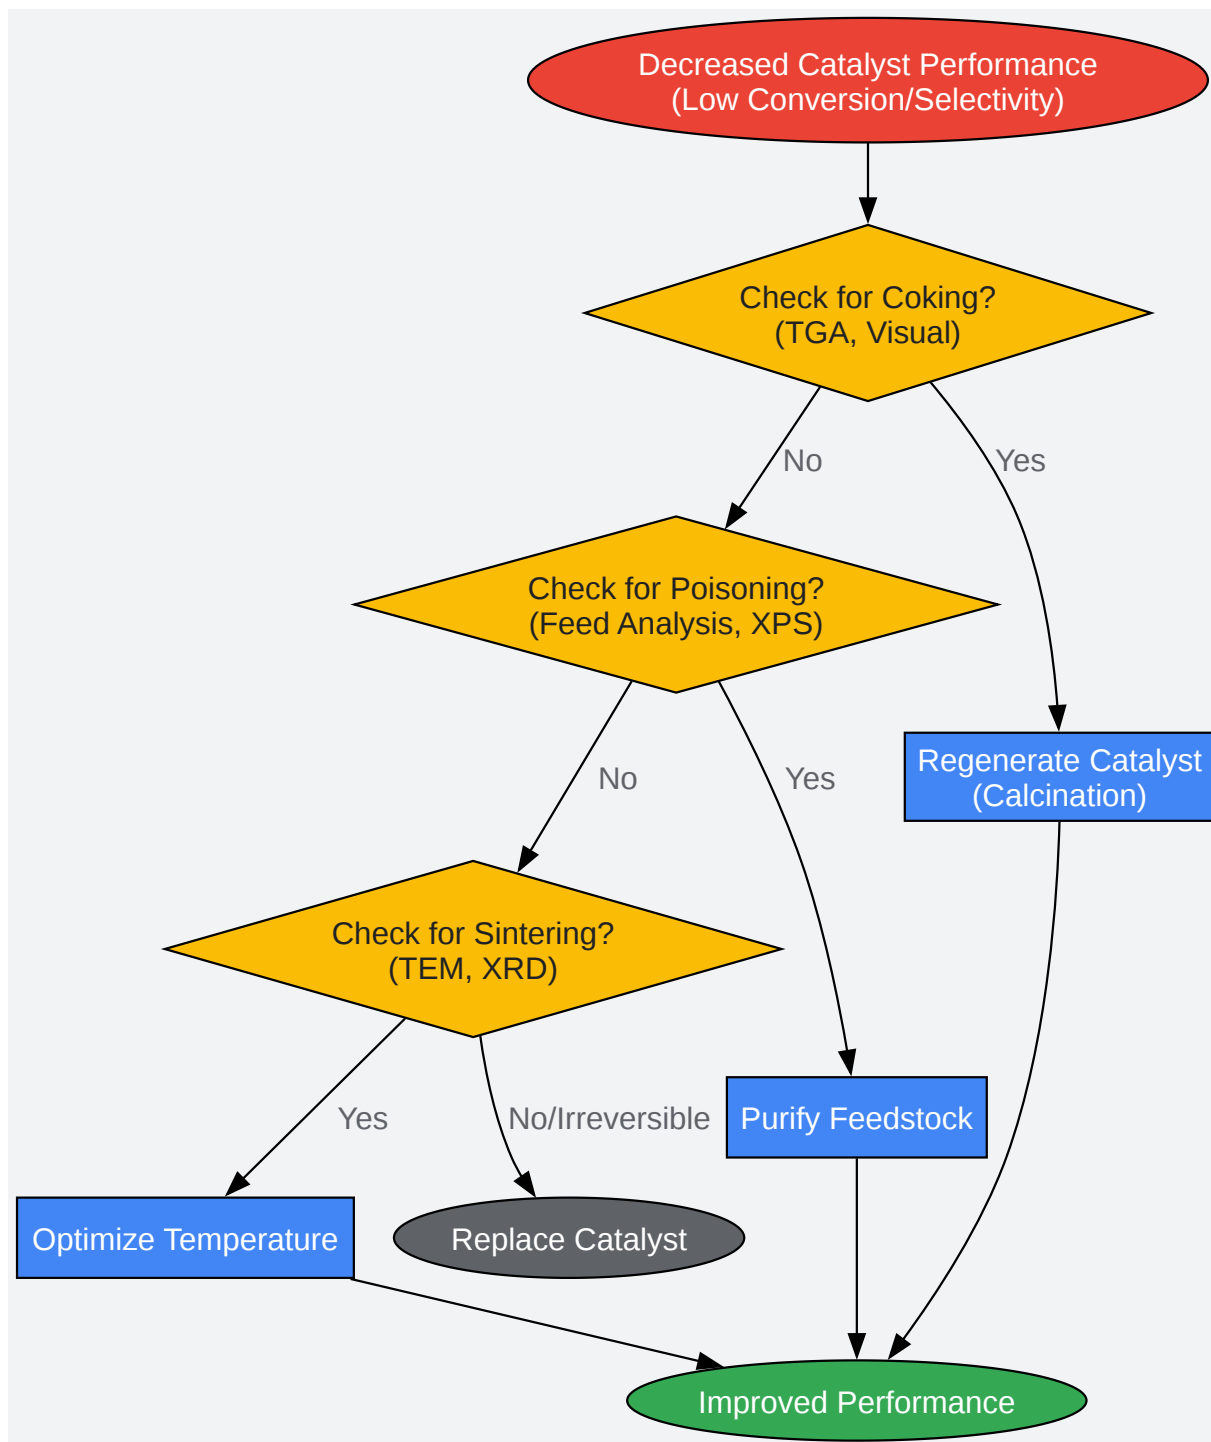 Decreased Catalyst Performance
(Low Conversion/Selectivity)
Check for Coking?
(TGA, Visual)
No
Yes
Check for Poisoning?
(Feed Analysis, XPS)
No
Yes
Regenerate Catalyst
(Calcination)
Check for Sintering?
(TEM, XRD)
Yes
No/Irreversible
Purify Feedstock
Optimize Temperature
Replace Catalyst
Improved Performance